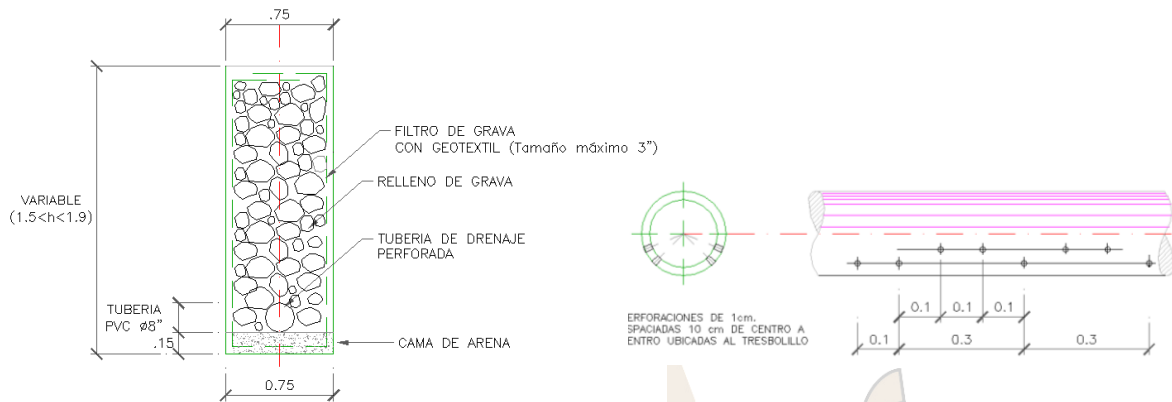 .75
FILTRO DE GRAVA
CON GEOTEXTIL (Tamaño máximo 3")
RELLENO DE GRAVA
VARIABLE
(1.5<h<1.9)
TUBERIA DE DRENAJE
PERFORADA
TUBERIA
PVC ø8"
.15
CAMA DE ARENA
0.75
ERFORACIONES DE 1cm.
SPACIADAS 10 cm DE CENTRO A
ENTRO UBICADAS AL TRESBOLILLO
0.1 0.1 0.1
0.1 0.3 0.3